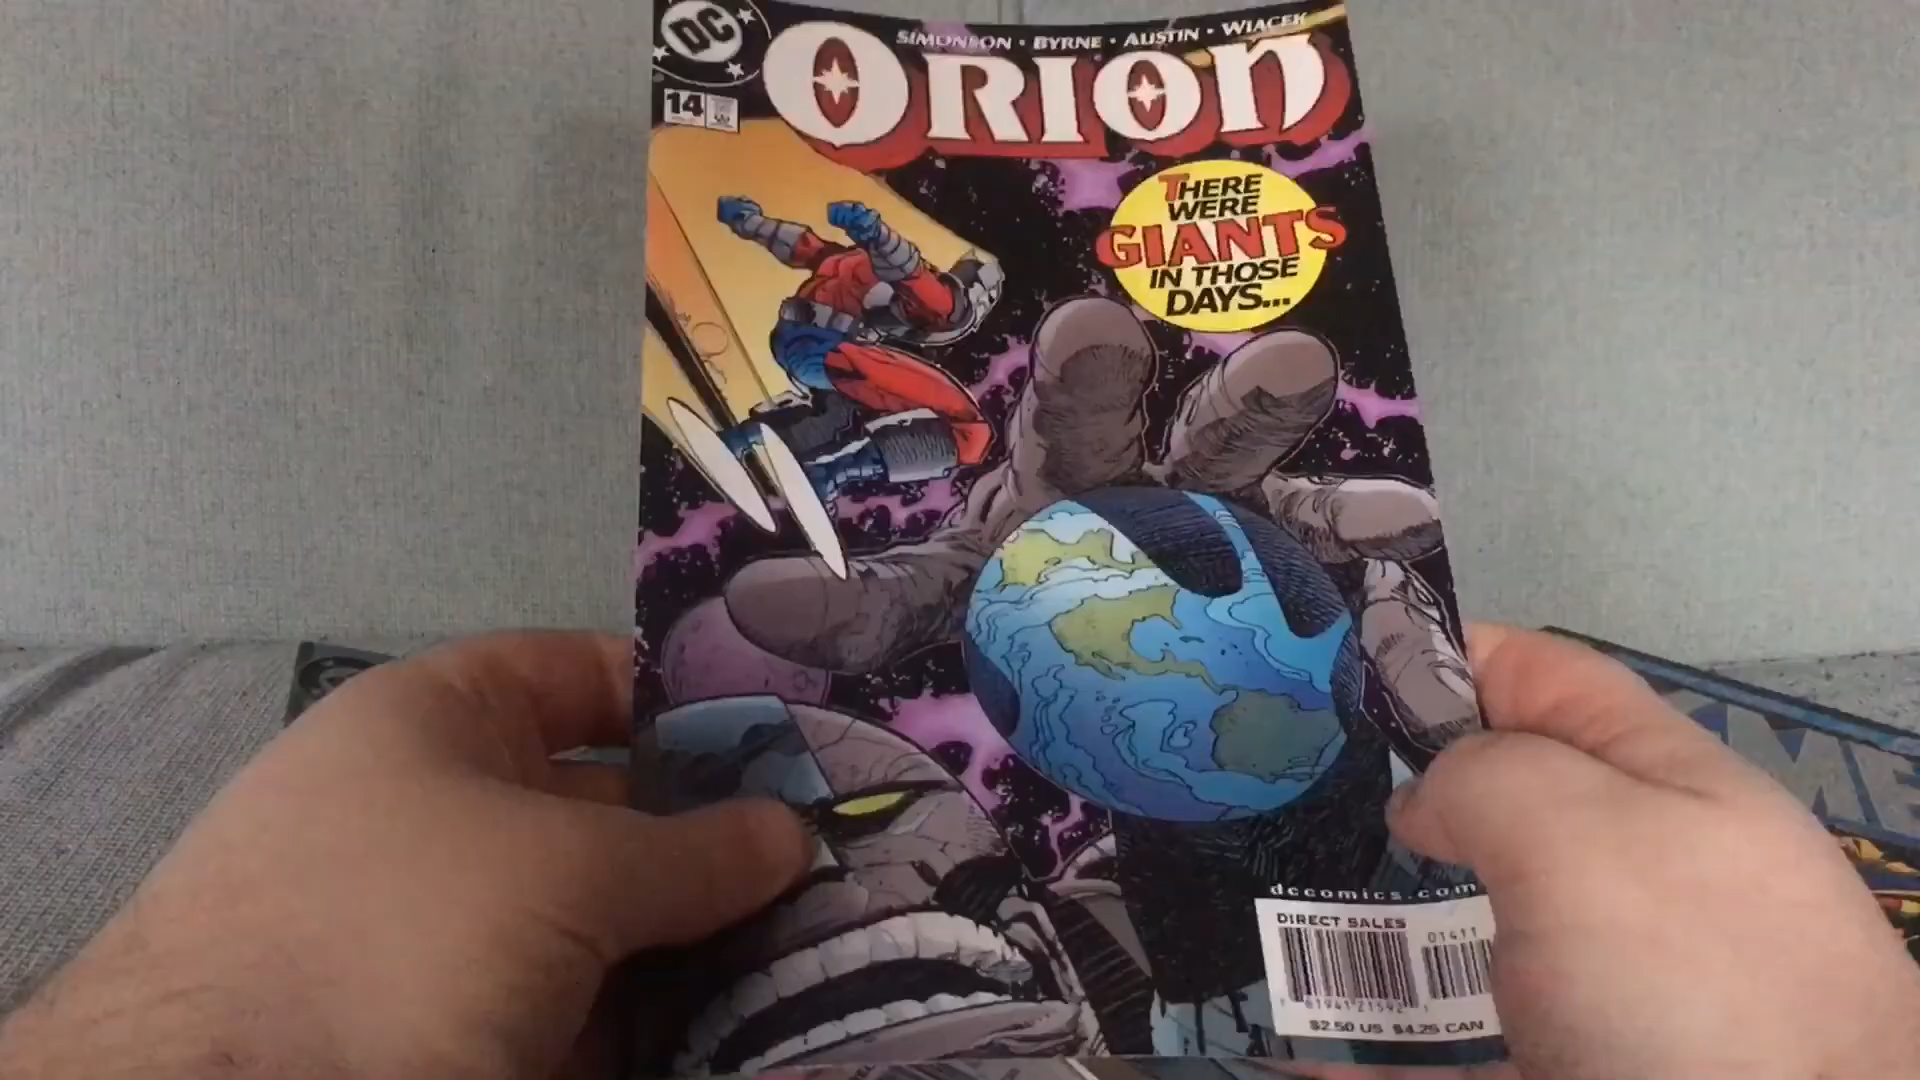 DC
SIMONSON • BYRNE • AUSTIN • WIACEK
ORION
14
THERE
WERE
GIANTS
IN THOSE
DAYS...
dccomics.com
DIRECT SALES
01411
$2.50 US $4.25 CAN